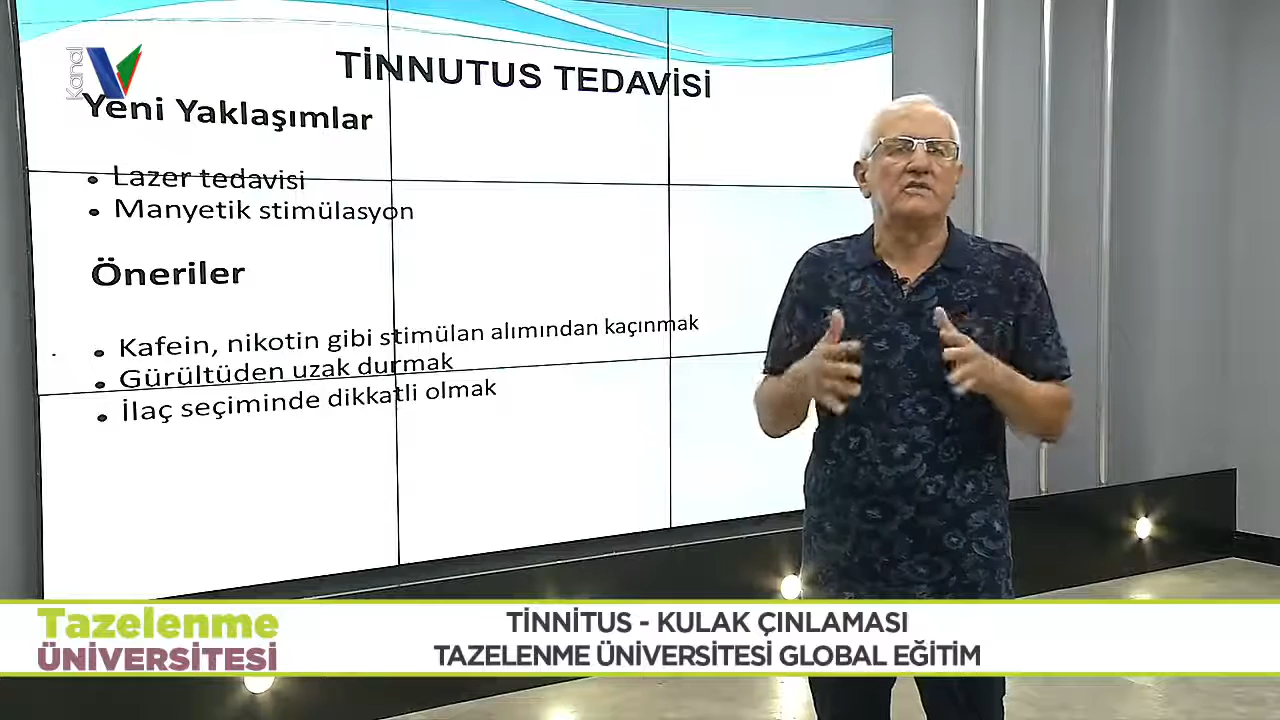 Kanal V
TİNNUTUS TEDAVİSİ
Yeni Yaklaşımlar
• Lazer tedavisi
• Manyetik stimülasyon
Öneriler
• Kafein, nikotin gibi stimülan alımından kaçınmak
• Gürültüden uzak durmak
• İlaç seçiminde dikkatli olmak
Tazelenme
ÜNİVERSİTESİ
TİNNİTUS - KULAK ÇINLAMASI
TAZELENME ÜNİVERSİTESİ GLOBAL EĞİTİM